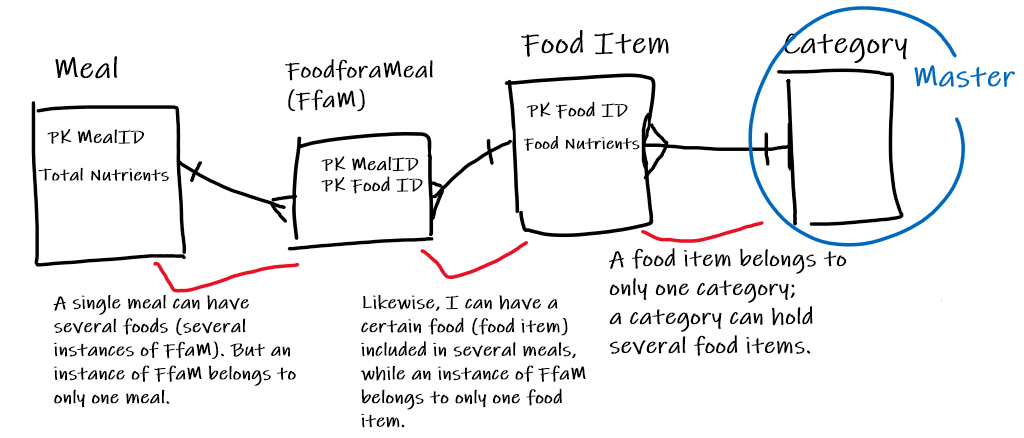 Meal
PK MealID
Total Nutrients
FoodforaMeal
(FfaM)
PK MealID
PK Food ID
Food Item
PK Food ID
Food Nutrients
Category
Master
A single meal can have
several foods (several
instances of FfaM). But an
instance of FfaM belongs to
only one meal.
Likewise, I can have a
certain food (food item)
included in several meals,
while an instance of FfaM
belongs to only one food
item.
A food item belongs to
only one category;
a category can hold
several food items.